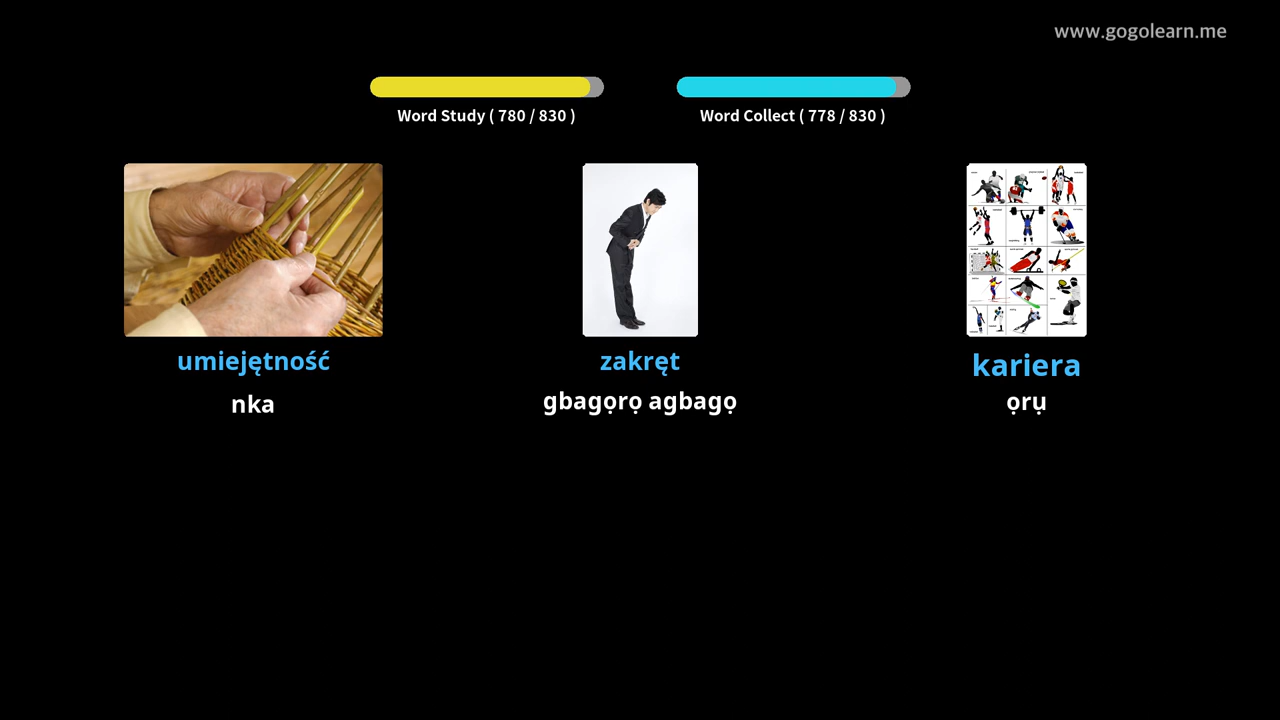 www.gogolearn.me
Word Study ( 780 / 830 )
Word Collect ( 778 / 830 )
umiejętność
zakręt
kariera
nka
gbagọrọ agbagọ
ọrụ